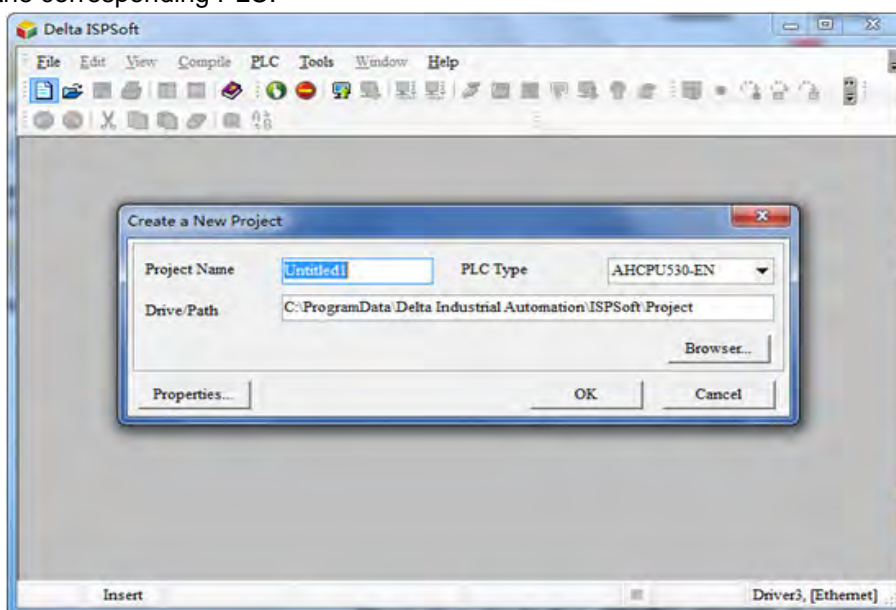 the corresponding PLC.
Delta ISPSoft
File Edit View Compile PLC Tools Window Help
Create a New Project
Project Name Untitled1 PLC Type AHCPU530-EN
Drive/Path C:\ProgramData\Delta Industrial Automation\ISPSoft\Project
Browser...
Properties... OK Cancel
Insert Driver3, [Ethernet]